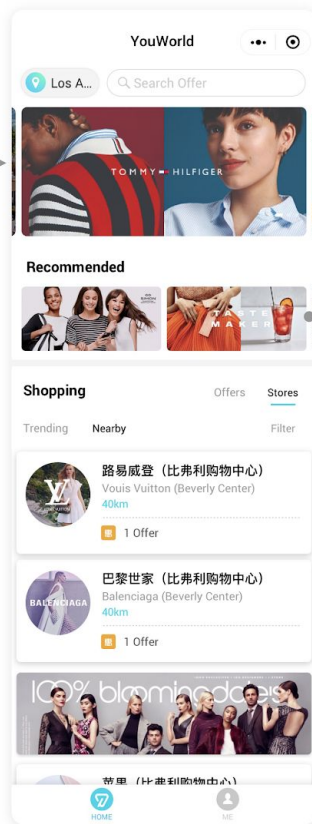 YouWorld
Los A...
Search Offer
TOMMY HILFIGER
Recommended
TASTE
MAKER
Shopping
Offers
Stores
Trending
Nearby
Filter
路易威登（比弗利购物中心）
Vouis Vuitton (Beverly Center)
40km
惠 1 Offer
巴黎世家（比弗利购物中心）
BALENCIAGA
Balenciaga (Beverly Center)
40km
惠 1 Offer
100% bloomingdale's
苹果（比弗利购物中心）
HOME
ME